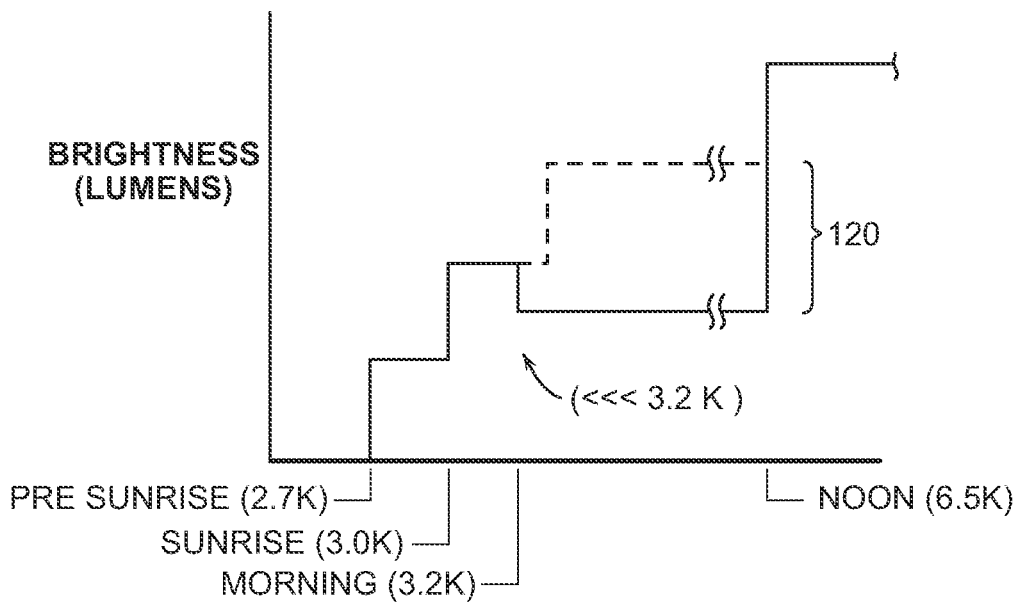 BRIGHTNESS
(LUMENS)
120
(<<< 3.2 K )
PRE SUNRISE (2.7K)
NOON (6.5K)
SUNRISE (3.0K)
MORNING (3.2K)